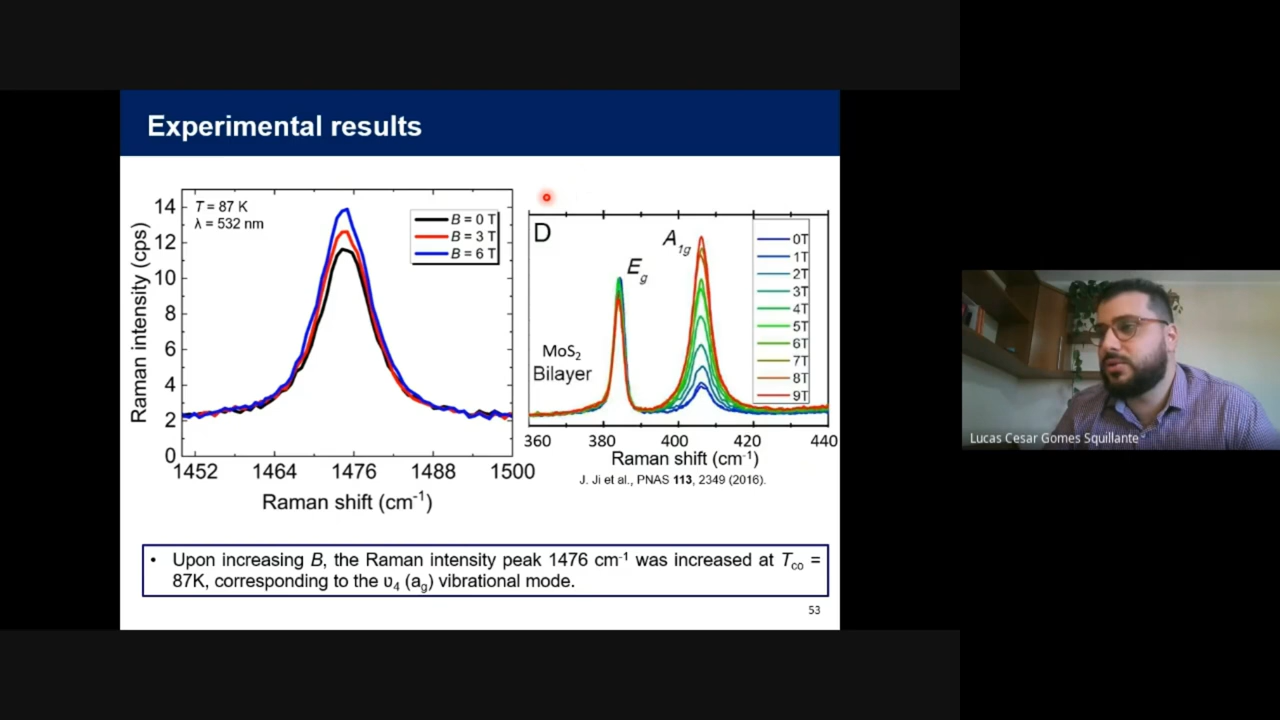 Experimental results
14
12
10
8
6
4
2
0
Raman intensity (cps)
T = 87 K
λ = 532 nm
B = 0 T
B = 3 T
B = 6 T
1452 1464 1476 1488 1500
Raman shift (cm-1)
D
Eg
A1g
MoS2
Bilayer
0T
1T
2T
3T
4T
5T
6T
7T
8T
9T
360 380 400 420 440
Raman shift (cm-1)
J. Ji et al., PNAS 113, 2349 (2016).
• Upon increasing B, the Raman intensity peak 1476 cm-1 was increased at Tco =
87K, corresponding to the υ4 (ag) vibrational mode.
53
Lucas Cesar Gomes Squillante